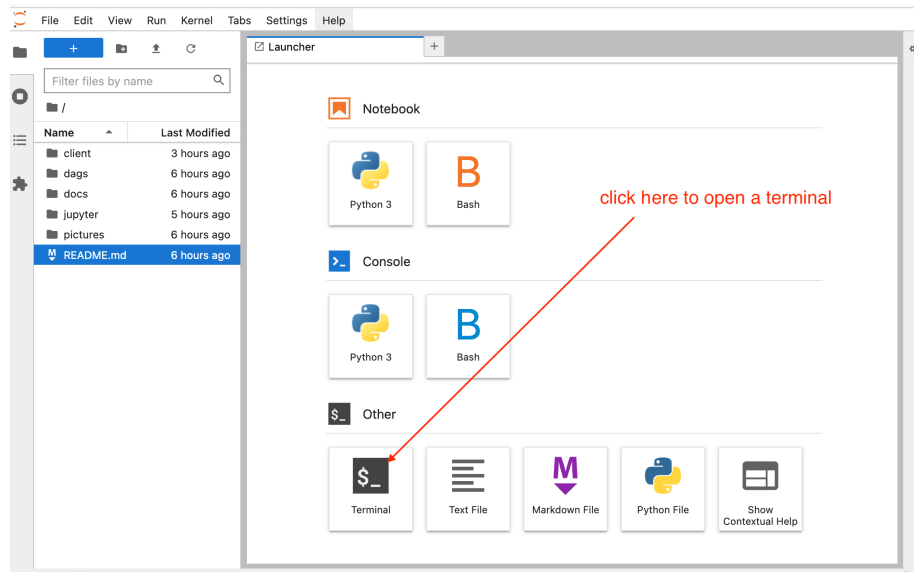 File Edit View Run Kernel Tabs Settings Help
+
Filter files by name
/
Name Last Modified
client 3 hours ago
dags 6 hours ago
docs 6 hours ago
jupyter 5 hours ago
pictures 6 hours ago
README.md 6 hours ago
Launcher +
Notebook
Python 3 Bash
click here to open a terminal
Console
Python 3 Bash
$_ Other
$_
Terminal Text File Markdown File Python File Show
Contextual Help